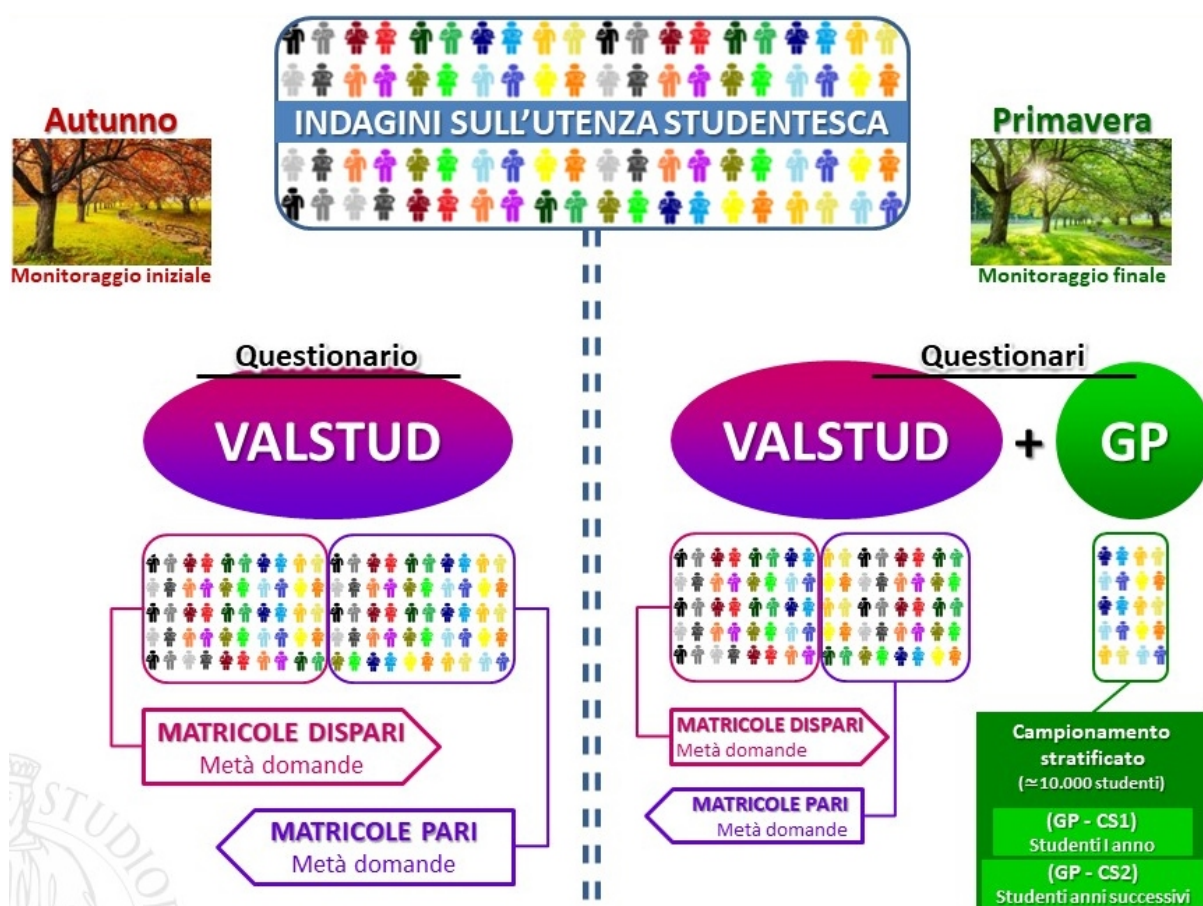 INDAGINI SULL'UTENZA STUDENTESCA
Autunno
Monitoraggio iniziale
Primavera
Monitoraggio finale
Questionario
VALSTUD
MATRICOLE DISPARI
Metà domande
MATRICOLE PARI
Metà domande
Questionari
VALSTUD + GP
MATRICOLE DISPARI
Metà domande
MATRICOLE PARI
Metà domande
Campionamento
stratificato
(≃10.000 studenti)
(GP - CS1)
Studenti I anno
(GP - CS2)
Studenti anni successivi
STUDIO